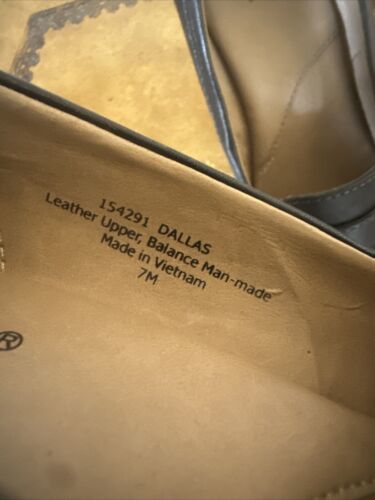 154291 DALLAS
Leather Upper, Balance Man-made
Made in Vietnam
7M
®